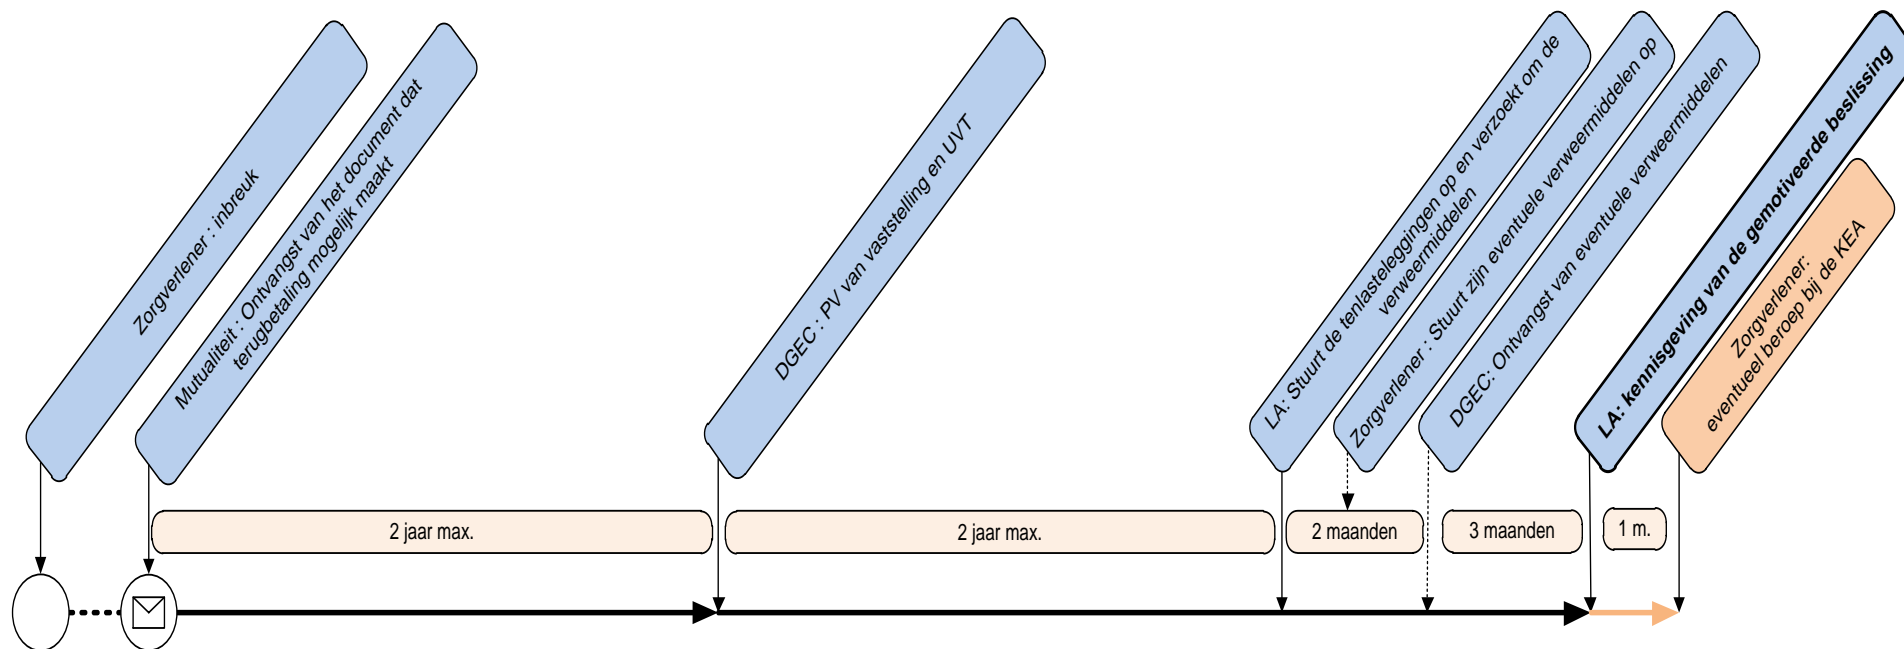 Zorgverlener : inbreuk
Mutualiteit : Ontvangst van het document dat
terugbetaling mogelijk maakt
DGEC : PV van vaststelling en UVT
LA: Stuurt de tenlasteleggingen op en verzoekt om de
verweermiddelen
Zorgverlener : Stuurt zijn eventuele verweermiddelen op
DGEC: Ontvangst van eventuele verweermiddelen
LA: kennisgeving van de gemotiveerde beslissing
Zorgverlener:
eventueel beroep bij de KEA
2 jaar max.
2 jaar max.
2 maanden
3 maanden
1 m.